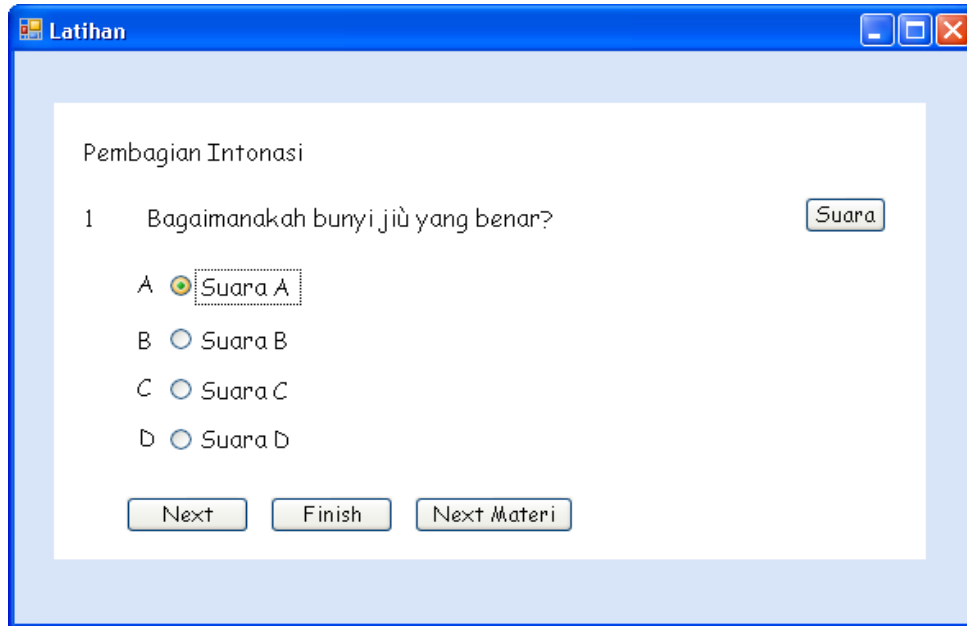 Latihan
Pembagian Intonasi
1 Bagaimanakah bunyi jiù yang benar? Suara
A Suara A
B Suara B
C Suara C
D Suara D
Next Finish Next Materi